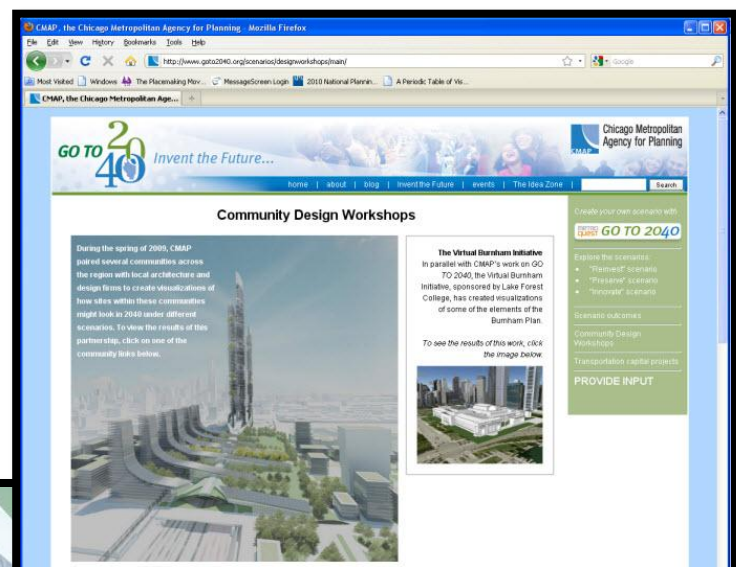 CMAP, the Chicago Metropolitan Agency for Planning - Mozilla Firefox
File Edit View History Bookmarks Tools Help
http://www.goto2040.org/scenarios/designworkshops/main/
Google
Most Visited Windows The Placemaking Mov... MessageScreen Login 2010 National Plannin... A Periodic Table of Vis...
CMAP, the Chicago Metropolitan Age...
GO TO 2040
Invent the Future...
CMAP
Chicago Metropolitan
Agency for Planning
home | about | blog | Invent the Future | events | The Idea Zone |
Search
Community Design Workshops
During the spring of 2009, CMAP
paired several communities across
the region with local architecture and
design firms to create visualizations of
how sites within these communities
might look in 2040 under different
scenarios. To view the results of this
partnership, click on one of the
community links below.
The Virtual Burnham Initiative
In parallel with CMAP's work on GO
TO 2040, the Virtual Burnham
Initiative, sponsored by Lake Forest
College, has created visualizations
of some of the elements of the
Burnham Plan.
To see the results of this work, click
the image below.
Create your own scenario with
metro quest GO TO 2040
Explore the scenarios:
"Reinvest" scenario
"Preserve" scenario
"Innovate" scenario
Scenario outcomes
Community Design
Workshops
Transportation capital projects
PROVIDE INPUT